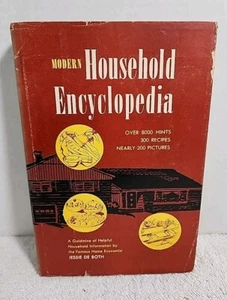 MODERN Household
Encyclopedia
OVER 8000 HINTS
300 RECIPES
NEARLY 200 PICTURES
A Guidance of Helpful
Household Information by
the Famous Home Economist
JESSIE DE BOTH